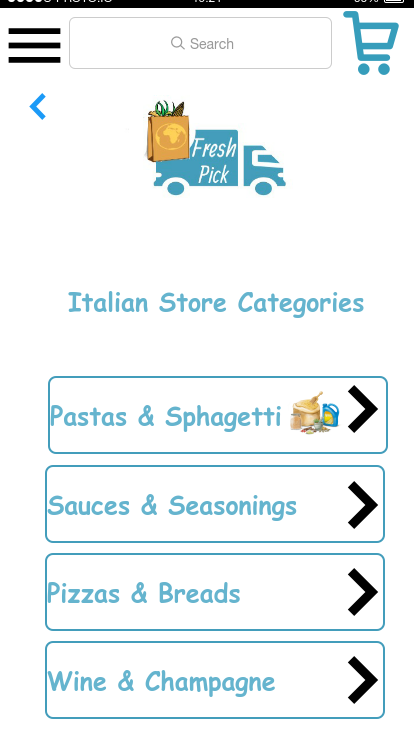 Search
Fresh
Pick
Italian Store Categories
Pastas & Sphagetti
Sauces & Seasonings
Pizzas & Breads
Wine & Champagne